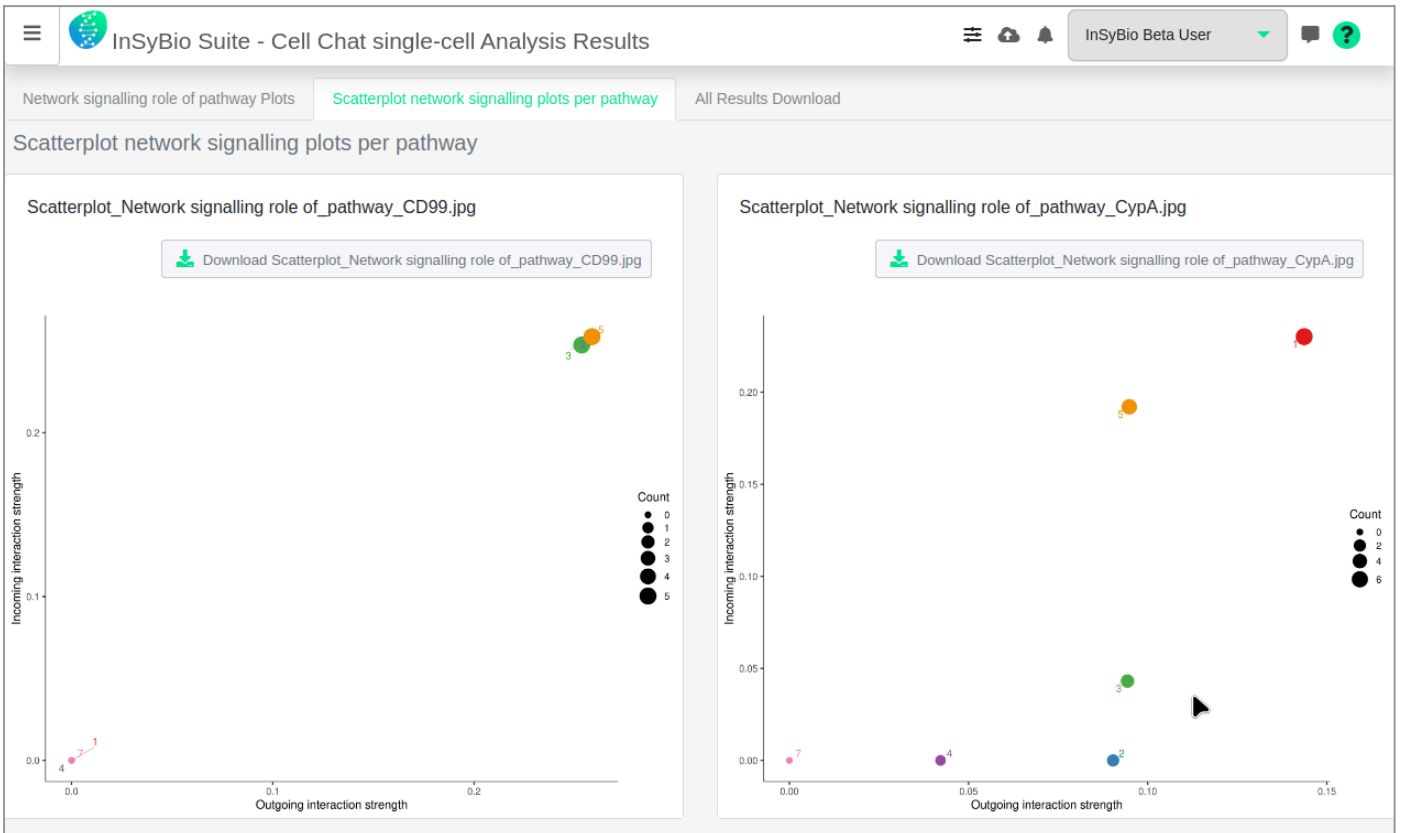 InSyBio Suite - Cell Chat single-cell Analysis Results
InSyBio Beta User
?
Network signalling role of pathway Plots
Scatterplot network signalling plots per pathway
All Results Download
Scatterplot network signalling plots per pathway
Scatterplot_Network signalling role of_pathway_CD99.jpg
Download Scatterplot_Network signalling role of_pathway_CD99.jpg
5
3
0.2
Count
0
1
2
3
4
5
Incoming interaction strength
0.1
1
7
0.0
4
0.0
0.1
0.2
Outgoing interaction strength
Scatterplot_Network signalling role of_pathway_CypA.jpg
Download Scatterplot_Network signalling role of_pathway_CypA.jpg
1
0.20
5
0.15
Count
0
2
4
6
Incoming interaction strength
0.10
0.05
3
7
4
2
0.00
0.00
0.05
0.10
0.15
Outgoing interaction strength